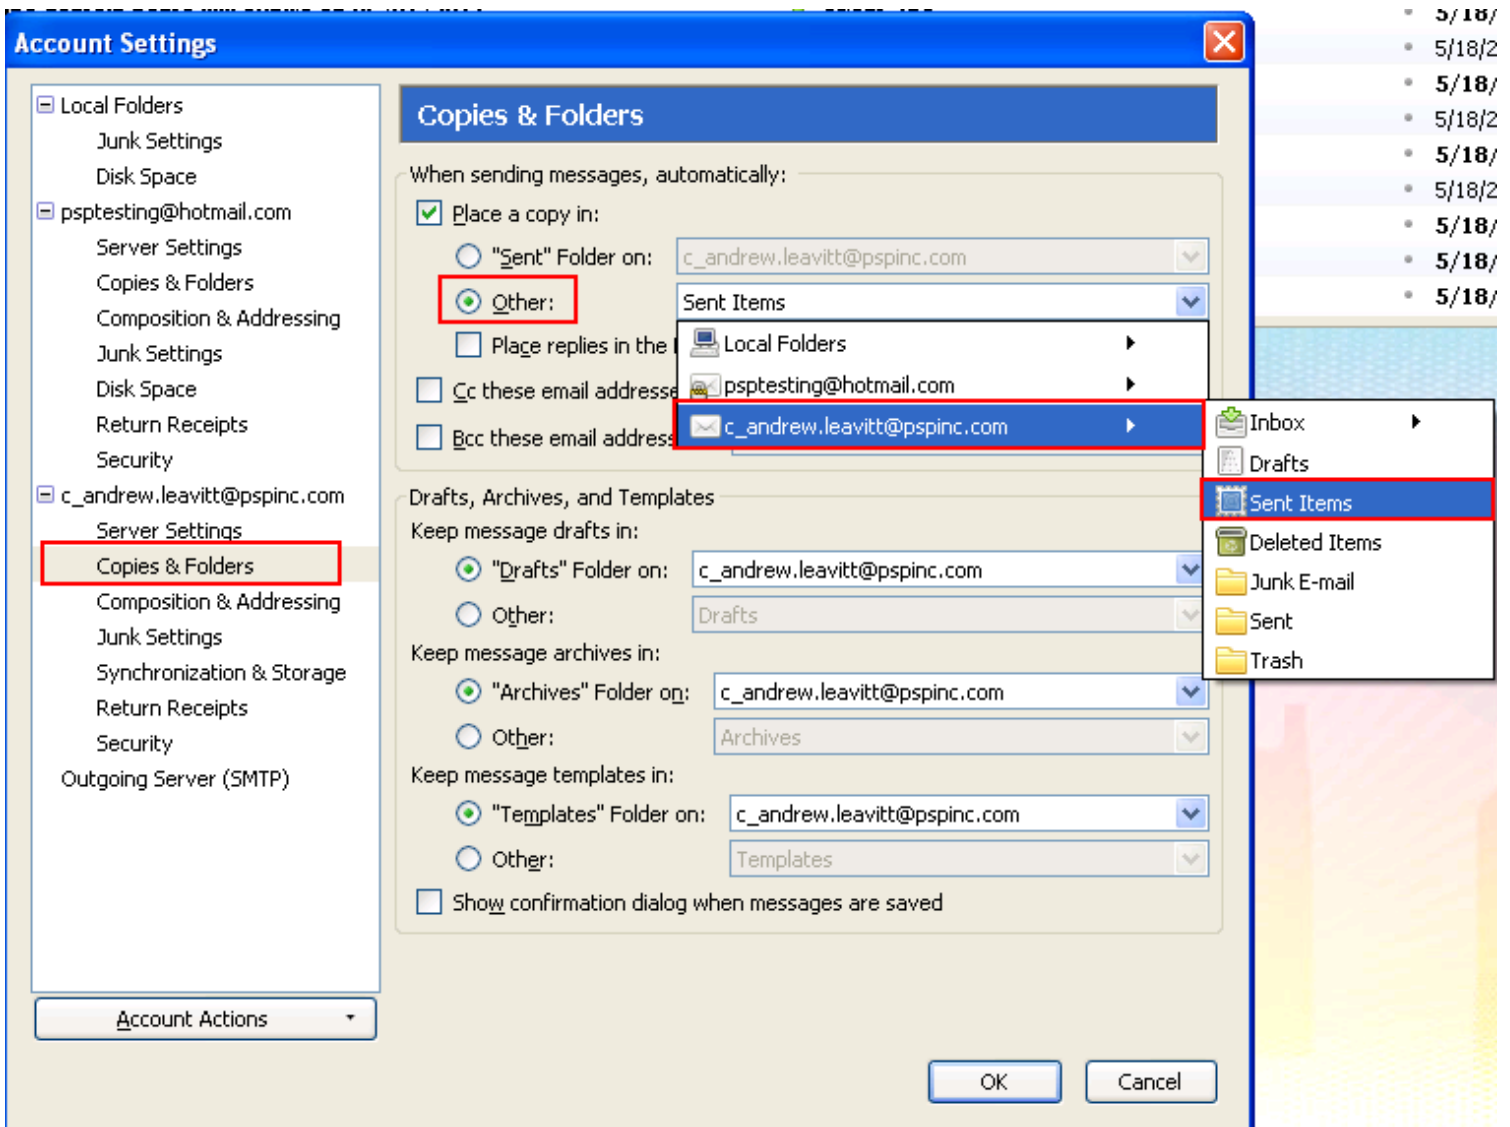 Account Settings
Local Folders
Junk Settings
Disk Space
psptesting@hotmail.com
Server Settings
Copies & Folders
Composition & Addressing
Junk Settings
Disk Space
Return Receipts
Security
c_andrew.leavitt@pspinc.com
Server Settings
Copies & Folders
Composition & Addressing
Junk Settings
Synchronization & Storage
Return Receipts
Security
Outgoing Server (SMTP)
Account Actions
Copies & Folders
When sending messages, automatically:
Place a copy in:
"Sent" Folder on: c_andrew.leavitt@pspinc.com
Other: Sent Items
Place replies in the
Cc these email addresse
Bcc these email address
Local Folders
psptesting@hotmail.com
c_andrew.leavitt@pspinc.com
Inbox
Drafts
Sent Items
Deleted Items
Junk E-mail
Sent
Trash
Drafts, Archives, and Templates
Keep message drafts in:
"Drafts" Folder on: c_andrew.leavitt@pspinc.com
Other: Drafts
Keep message archives in:
"Archives" Folder on: c_andrew.leavitt@pspinc.com
Other: Archives
Keep message templates in:
"Templates" Folder on: c_andrew.leavitt@pspinc.com
Other: Templates
Show confirmation dialog when messages are saved
OK Cancel
5/18/
5/18/2
5/18/
5/18/2
5/18/
5/18/2
5/18/
5/18/
5/18/